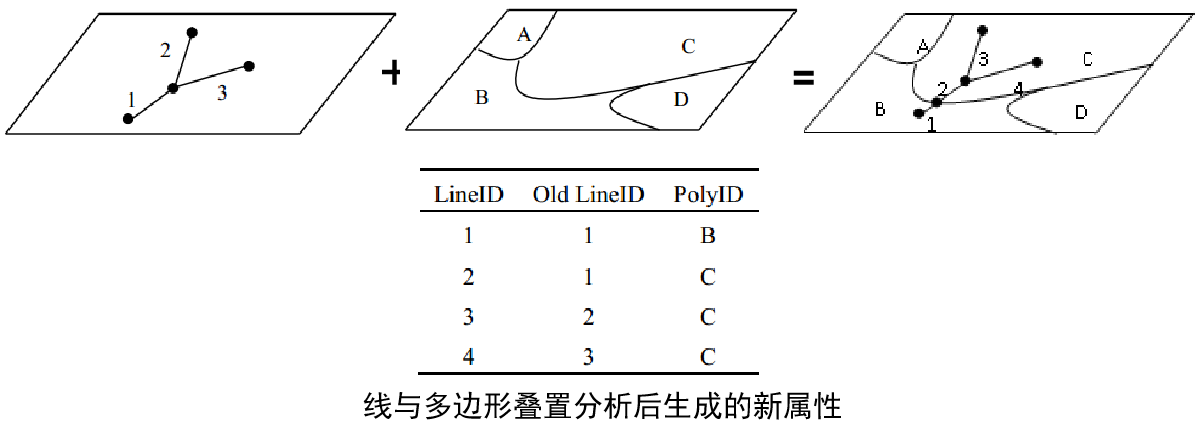 1 2 3
+
A B C D
=
A B C D 1 2 3 4
LineID Old LineID PolyID
1 1 B
2 1 C
3 2 C
4 3 C
线与多边形叠置分析后生成的新属性